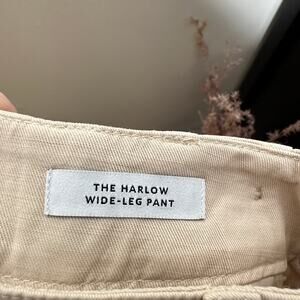 THE HARLOW
WIDE-LEG PANT